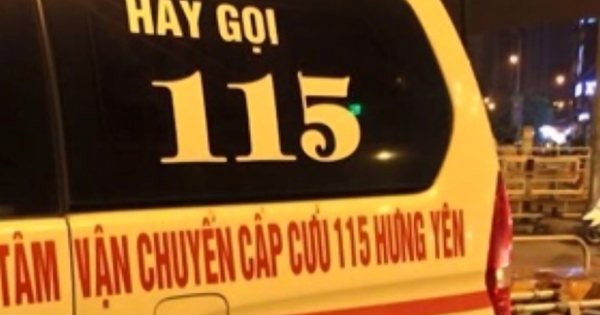 HÃY GỌI
115
TÂM VẬN CHUYỂN CẤP CỨU 115 HƯNG YÊN